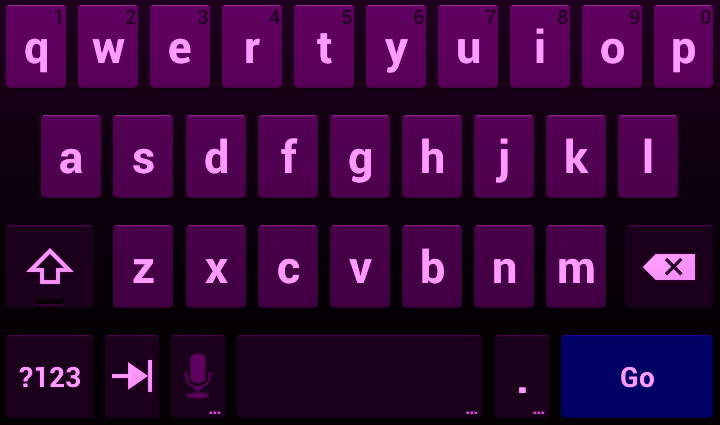 1 2 3 4 5 6 7 8 9 0
q w e r t y u i o p
a s d f g h j k l
z x c v b n m
?123 . Go
... ... ...